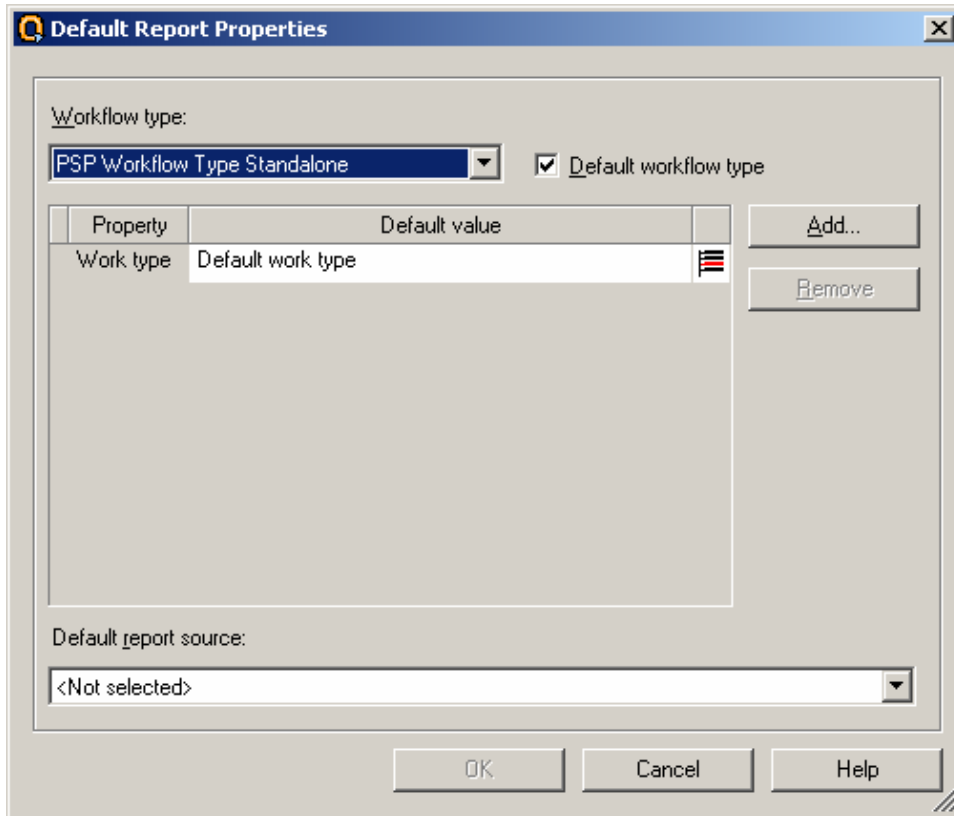 Default Report Properties
Workflow type:
PSP Workflow Type Standalone
Default workflow type
Property Default value
Add...
Work type Default work type
Remove
Default report source:
<Not selected>
OK Cancel Help